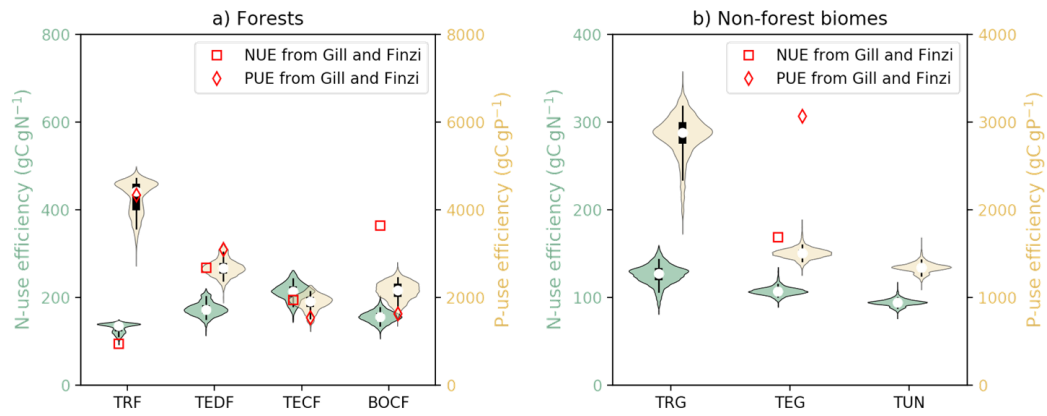 a) Forests
N-use efficiency (gC gN⁻¹)
800
600
400
200
0
NUE from Gill and Finzi
PUE from Gill and Finzi
8000
6000
4000
2000
0
P-use efficiency (gC gP⁻¹)
TRF TEDF TECF BOCF
b) Non-forest biomes
N-use efficiency (gC gN⁻¹)
400
300
200
100
0
NUE from Gill and Finzi
PUE from Gill and Finzi
4000
3000
2000
1000
0
P-use efficiency (gC gP⁻¹)
TRG TEG TUN